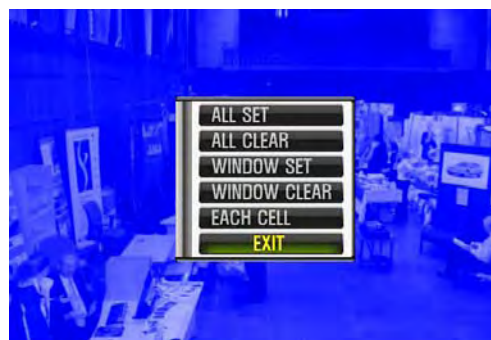 ALL SET
ALL CLEAR
WINDOW SET
WINDOW CLEAR
EACH CELL
EXIT